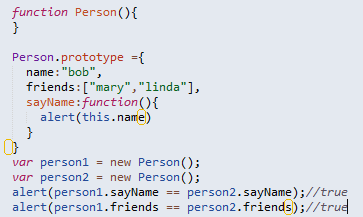 function Person(){
}
Person.prototype ={
name:"bob",
friends:["mary","linda"],
sayName:function(){
alert(this.name)
}
}
var person1 = new Person();
var person2 = new Person();
alert(person1.sayName == person2.sayName);//true
alert(person1.friends == person2.friends);//true